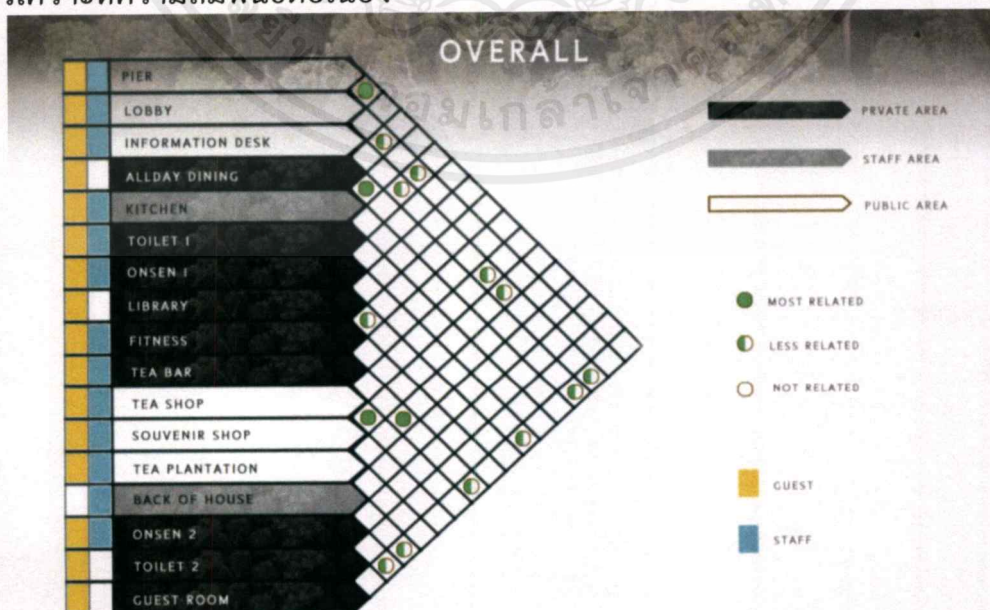 OVERALL
PIER
LOBBY
INFORMATION DESK
ALLDAY DINING
KITCHEN
TOILET 1
ONSEN 1
LIBRARY
FITNESS
TEA BAR
TEA SHOP
SOUVENIR SHOP
TEA PLANTATION
BACK OF HOUSE
ONSEN 2
TOILET 2
GUEST ROOM
PRVATE AREA
STAFF AREA
PUBLIC AREA
MOST RELATED
LESS RELATED
NOT RELATED
GUEST
STAFF